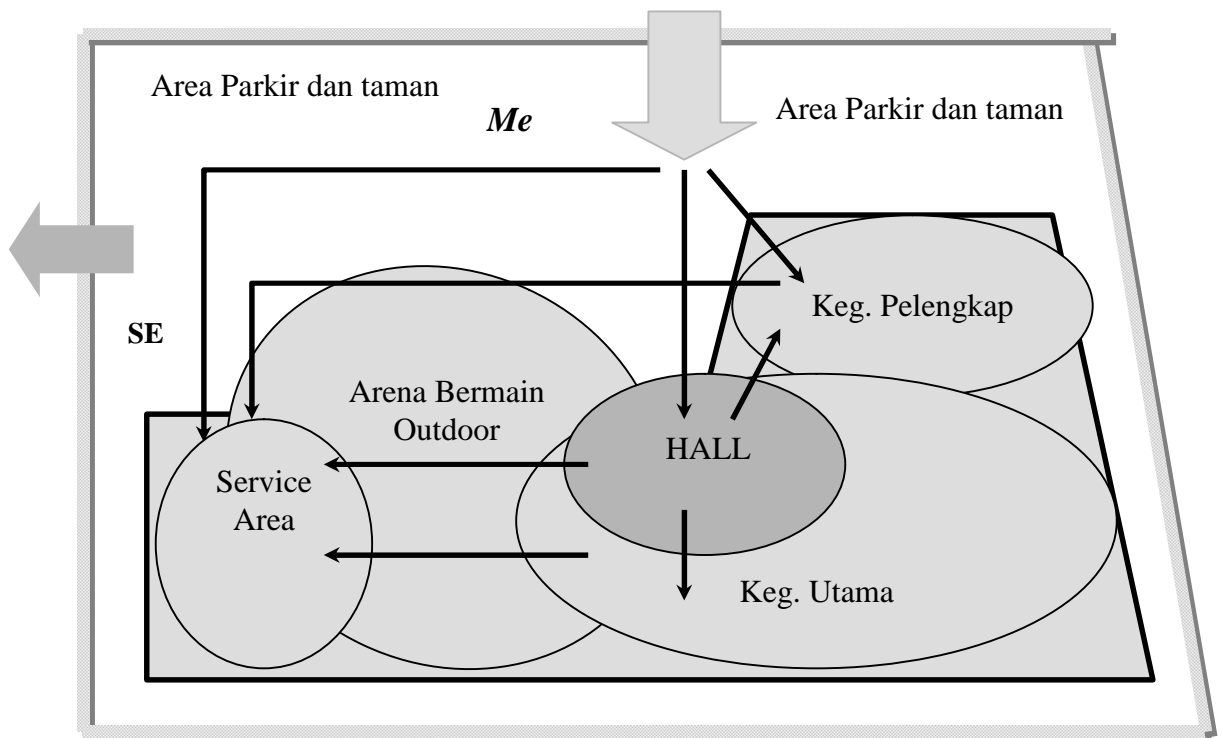 Area Parkir dan taman
Area Parkir dan taman
Me
Keg. Pelengkap
SE
Arena Bermain
Outdoor
HALL
Service
Area
Keg. Utama